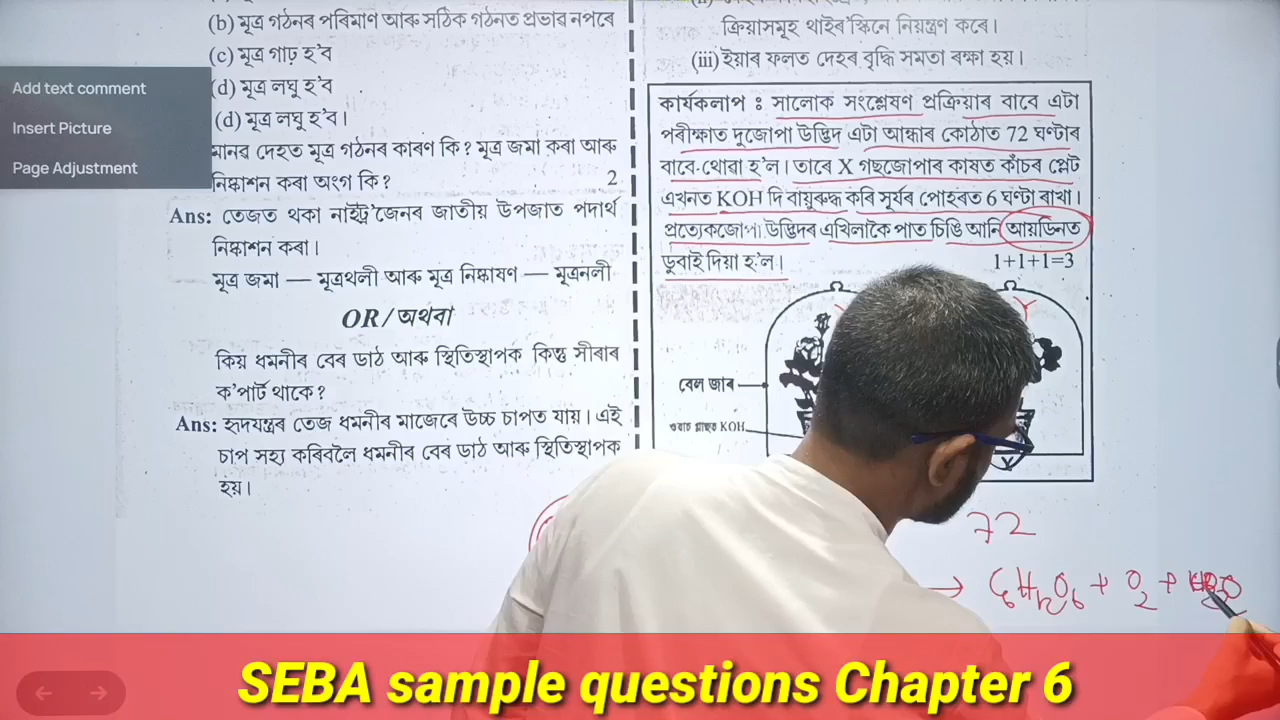 (b) মূত্ৰ গঠনৰ পৰিমাণ আৰু সঠিক গঠনত প্ৰভাৱ নপৰে
(c) মূত্ৰ গাঢ় হ'ব
(d) মূত্ৰ লঘু হ'ব
(d) মূত্ৰ লঘু হ'ব।
মানৱ দেহত মূত্ৰ গঠনৰ কাৰণ কি? মূত্ৰ জমা কৰা আৰু
নিষ্কাশন কৰা অংগ কি? 2
Ans: তেজত থকা নাইট্ৰ'জেনৰ জাতীয় উপজাত পদাৰ্থ
নিষ্কাশন কৰা।
মূত্ৰ জমা — মূত্ৰথলী আৰু মূত্ৰ নিষ্কাষণ — মূত্ৰনলী
OR/অথবা
কিয় ধমনীৰ বেৰ ডাঠ আৰু স্থিতিস্থাপক কিন্তু সীৰাৰ
ক'পাৰ্ট থাকে?
Ans: হৃদযন্ত্ৰৰ তেজ ধমনীৰ মাজেৰে উচ্চ চাপত যায়। এই
চাপ সহ্য কৰিবলৈ ধমনীৰ বেৰ ডাঠ আৰু স্থিতিস্থাপক
হয়।
ক্ৰিয়াসমূহ থাইৰ'ক্সিনে নিয়ন্ত্ৰণ কৰে।
(iii) ইয়াৰ ফলত দেহৰ বৃদ্ধি সমতা ৰক্ষা হয়।
কাৰ্যকলাপ : সালোক সংশ্লেষণ প্ৰক্ৰিয়াৰ বাবে এটা
পৰীক্ষাত দুজোপা উদ্ভিদ এটা আন্ধাৰ কোঠাত 72 ঘণ্টাৰ
বাবে থোৱা হ'ল। তাৰে X গছজোপাৰ কাষত কাঁচৰ প্লেট
এখনত KOH দি বায়ুৰুদ্ধ কৰি সূৰ্যৰ পোহৰত 6 ঘণ্টা ৰাখা।
প্ৰত্যেকজোপা উদ্ভিদৰ এখিলাকৈ পাত চিঙি আনি আয়ডিনত
ডুবাই দিয়া হ'ল। 1+1+1=3
বেল জাৰ
ৱাচ গ্লাছত KOH
Y
72
→ C₆H₁₂O₆ + O₂ +
Add text comment
Insert Picture
Page Adjustment
SEBA sample questions Chapter 6